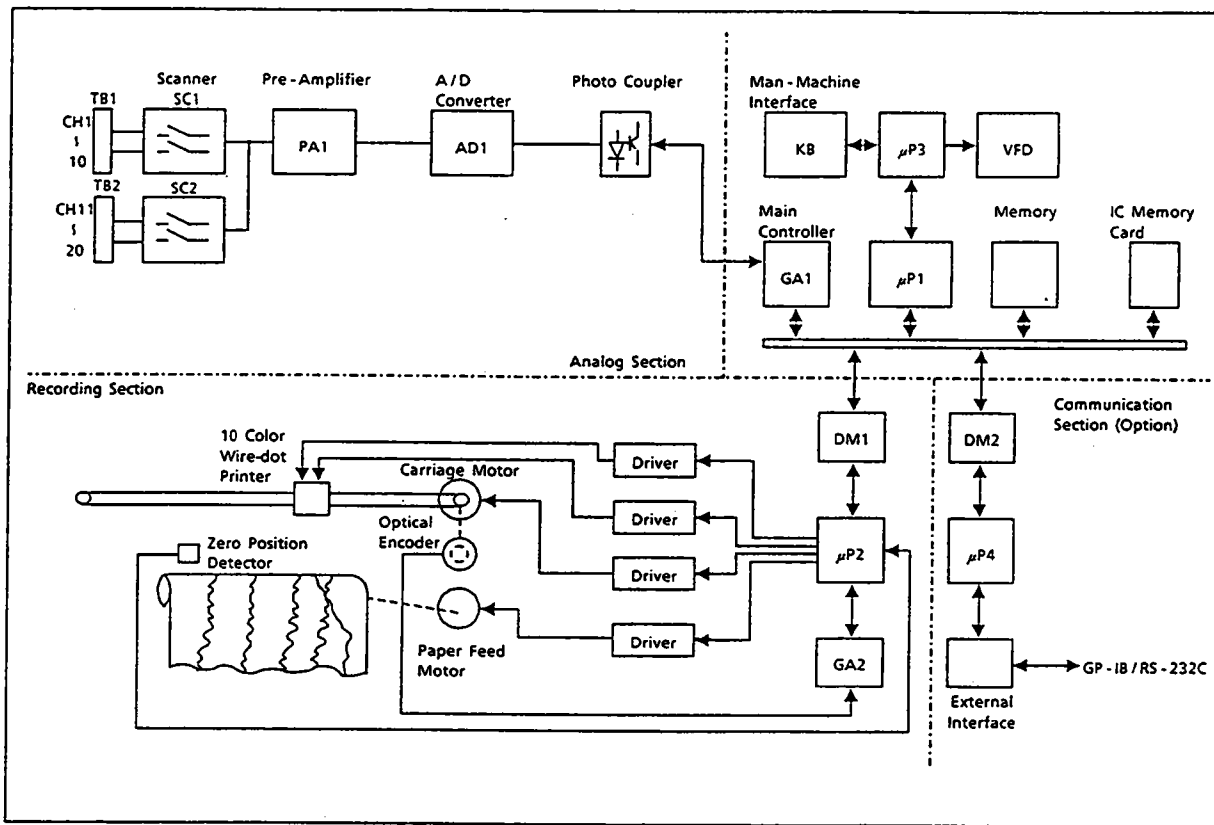 Scanner
Pre-Amplifier
A/D
Converter
Photo Coupler
Man-Machine
Interface
TB1
SC1
CH1
~
10
PA1
AD1
KB
μP3
VFD
TB2
SC2
CH11
~
20
Main
Controller
Memory
IC Memory
Card
GA1
μP1
Analog Section
Recording Section
Communication
Section (Option)
10 Color
Wire-dot
Printer
Carriage Motor
Driver
DM1
DM2
Driver
Optical
Encoder
Zero Position
Detector
Driver
μP2
μP4
Driver
Paper Feed
Motor
GA2
GP-IB/RS-232C
External
Interface